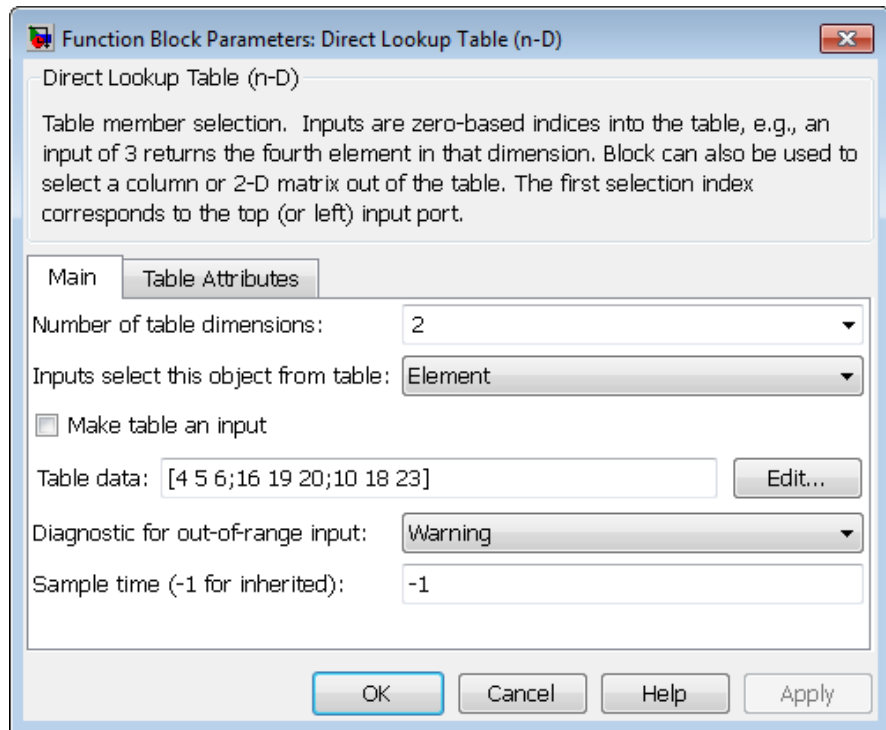 Function Block Parameters: Direct Lookup Table (n-D)
Direct Lookup Table (n-D)
Table member selection.  Inputs are zero-based indices into the table, e.g., an
input of 3 returns the fourth element in that dimension. Block can also be used to
select a column or 2-D matrix out of the table. The first selection index
corresponds to the top (or left) input port.
Main Table Attributes
Number of table dimensions: 2
Inputs select this object from table: Element
Make table an input
Table data: [4 5 6;16 19 20;10 18 23] Edit...
Diagnostic for out-of-range input: Warning
Sample time (-1 for inherited): -1
OK Cancel Help Apply